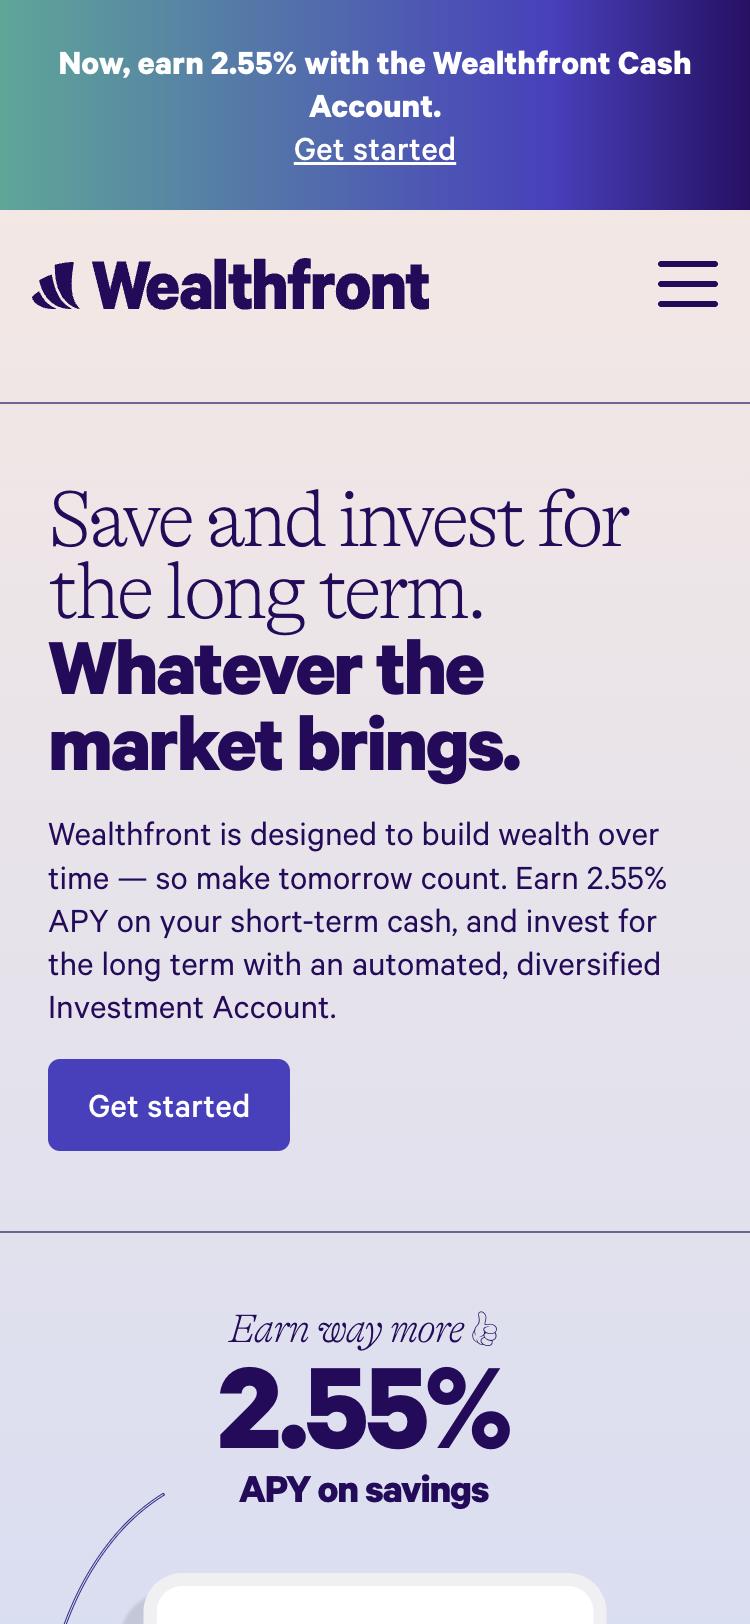 Now, earn 2.55% with the Wealthfront Cash
Account.
Get started
Wealthfront
Save and invest for
the long term.
Whatever the
market brings.
Wealthfront is designed to build wealth over
time — so make tomorrow count. Earn 2.55%
APY on your short-term cash, and invest for
the long term with an automated, diversified
Investment Account.
Get started
Earn way more
2.55%
APY on savings